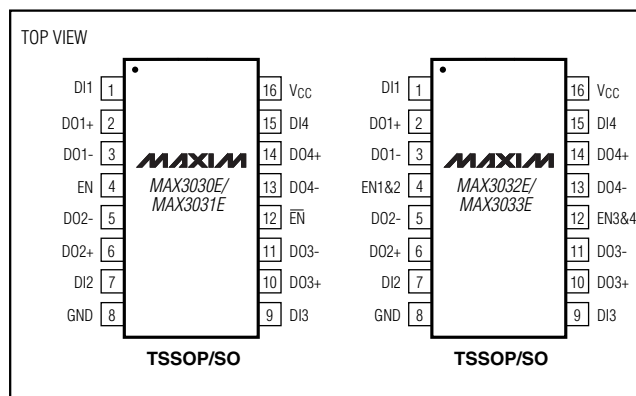 TOP VIEW
DI1 1
DO1+ 2
DO1- 3
EN 4
DO2- 5
DO2+ 6
DI2 7
GND 8
MAXIM
MAX3030E/
MAX3031E
16 VCC
15 DI4
14 DO4+
13 DO4-
12 E̅N̅
11 DO3-
10 DO3+
9 DI3
TSSOP/SO
DI1 1
DO1+ 2
DO1- 3
EN1&2 4
DO2- 5
DO2+ 6
DI2 7
GND 8
MAXIM
MAX3032E/
MAX3033E
16 VCC
15 DI4
14 DO4+
13 DO4-
12 EN3&4
11 DO3-
10 DO3+
9 DI3
TSSOP/SO